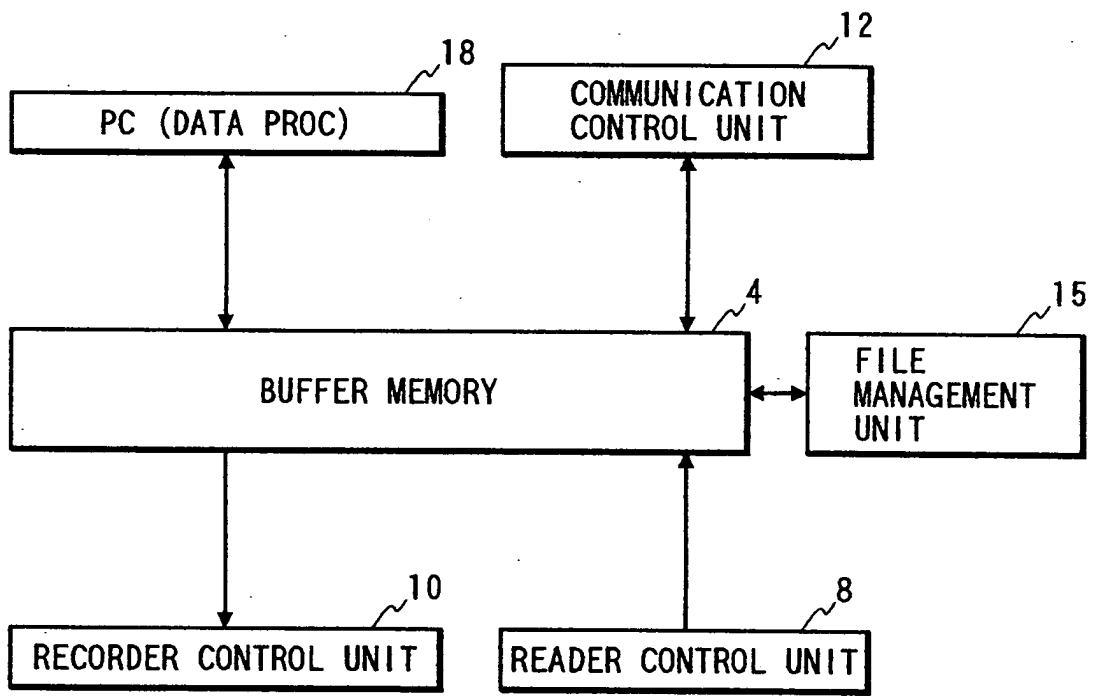 18
12
PC (DATA PROC)
COMMUNICATION
CONTROL UNIT
4
15
BUFFER MEMORY
FILE
MANAGEMENT
UNIT
10
8
RECORDER CONTROL UNIT
READER CONTROL UNIT